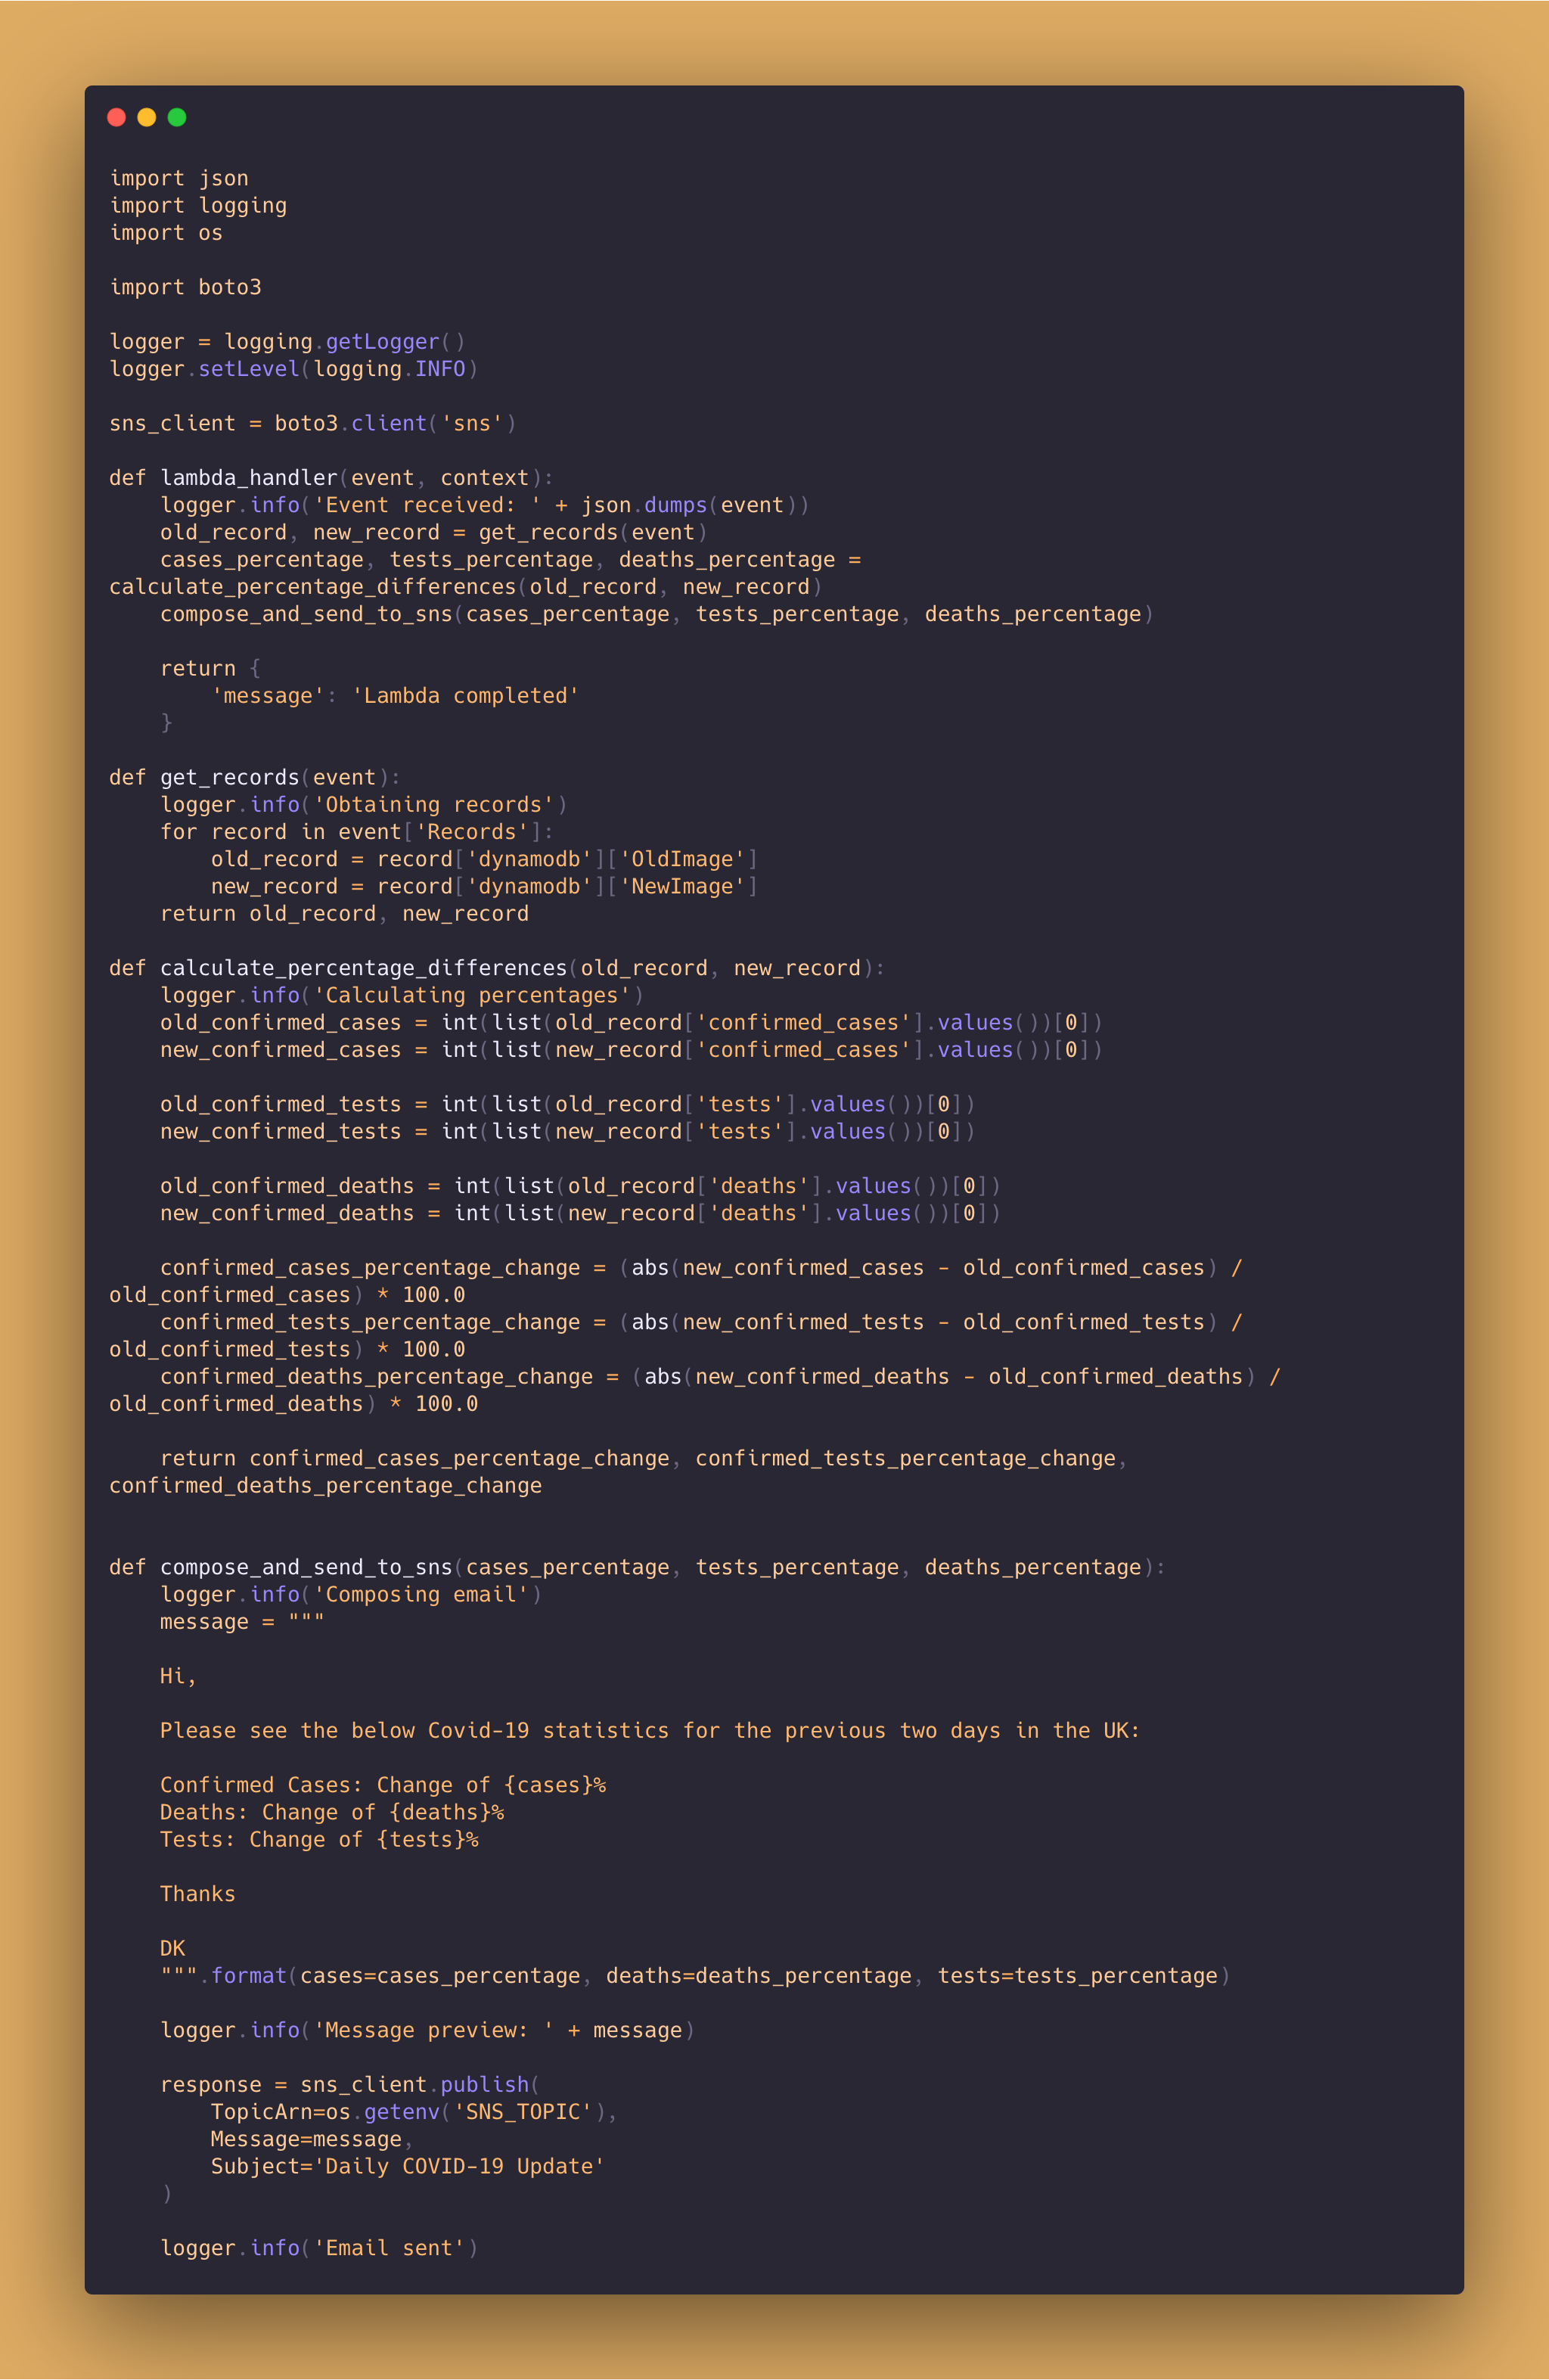 import json
import logging
import os

import boto3

logger = logging.getLogger()
logger.setLevel(logging.INFO)

sns_client = boto3.client('sns')

def lambda_handler(event, context):
    logger.info('Event received: ' + json.dumps(event))
    old_record, new_record = get_records(event)
    cases_percentage, tests_percentage, deaths_percentage =
calculate_percentage_differences(old_record, new_record)
    compose_and_send_to_sns(cases_percentage, tests_percentage, deaths_percentage)

    return {
        'message': 'Lambda completed'
    }

def get_records(event):
    logger.info('Obtaining records')
    for record in event['Records']:
        old_record = record['dynamodb']['OldImage']
        new_record = record['dynamodb']['NewImage']
    return old_record, new_record

def calculate_percentage_differences(old_record, new_record):
    logger.info('Calculating percentages')
    old_confirmed_cases = int(list(old_record['confirmed_cases'].values())[0])
    new_confirmed_cases = int(list(new_record['confirmed_cases'].values())[0])

    old_confirmed_tests = int(list(old_record['tests'].values())[0])
    new_confirmed_tests = int(list(new_record['tests'].values())[0])

    old_confirmed_deaths = int(list(old_record['deaths'].values())[0])
    new_confirmed_deaths = int(list(new_record['deaths'].values())[0])

    confirmed_cases_percentage_change = (abs(new_confirmed_cases - old_confirmed_cases) /
old_confirmed_cases) * 100.0
    confirmed_tests_percentage_change = (abs(new_confirmed_tests - old_confirmed_tests) /
old_confirmed_tests) * 100.0
    confirmed_deaths_percentage_change = (abs(new_confirmed_deaths - old_confirmed_deaths) /
old_confirmed_deaths) * 100.0

    return confirmed_cases_percentage_change, confirmed_tests_percentage_change,
confirmed_deaths_percentage_change


def compose_and_send_to_sns(cases_percentage, tests_percentage, deaths_percentage):
    logger.info('Composing email')
    message = """

    Hi,

    Please see the below Covid-19 statistics for the previous two days in the UK:

    Confirmed Cases: Change of {cases}%
    Deaths: Change of {deaths}%
    Tests: Change of {tests}%

    Thanks

    DK
    """.format(cases=cases_percentage, deaths=deaths_percentage, tests=tests_percentage)

    logger.info('Message preview: ' + message)

    response = sns_client.publish(
        TopicArn=os.getenv('SNS_TOPIC'),
        Message=message,
        Subject='Daily COVID-19 Update'
    )

    logger.info('Email sent')